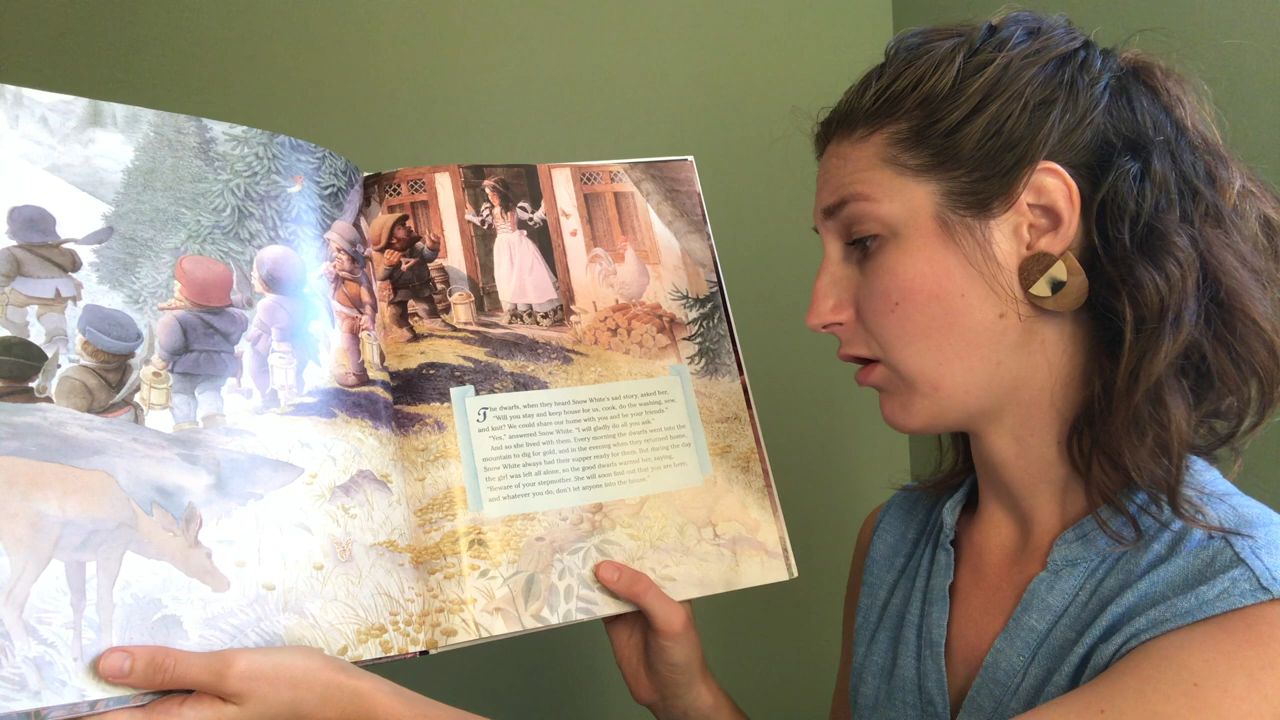 The dwarfs, when they heard Snow White's sad story, asked her,
"Will you stay and keep house for us, cook, do the washing, sew,
and knit? We could share our home with you and be your friends."
"Yes," answered Snow White. "I will gladly do all you ask."
And so she lived with them. Every morning the dwarfs went into the
mountain to dig for gold, and in the evening when they returned home,
Snow White always had their supper ready for them. But during the day
the girl was left all alone, so the good dwarfs warned her, saying,
"Beware of your stepmother. She will soon find out that you are here,
and whatever you do, don't let anyone into the house."